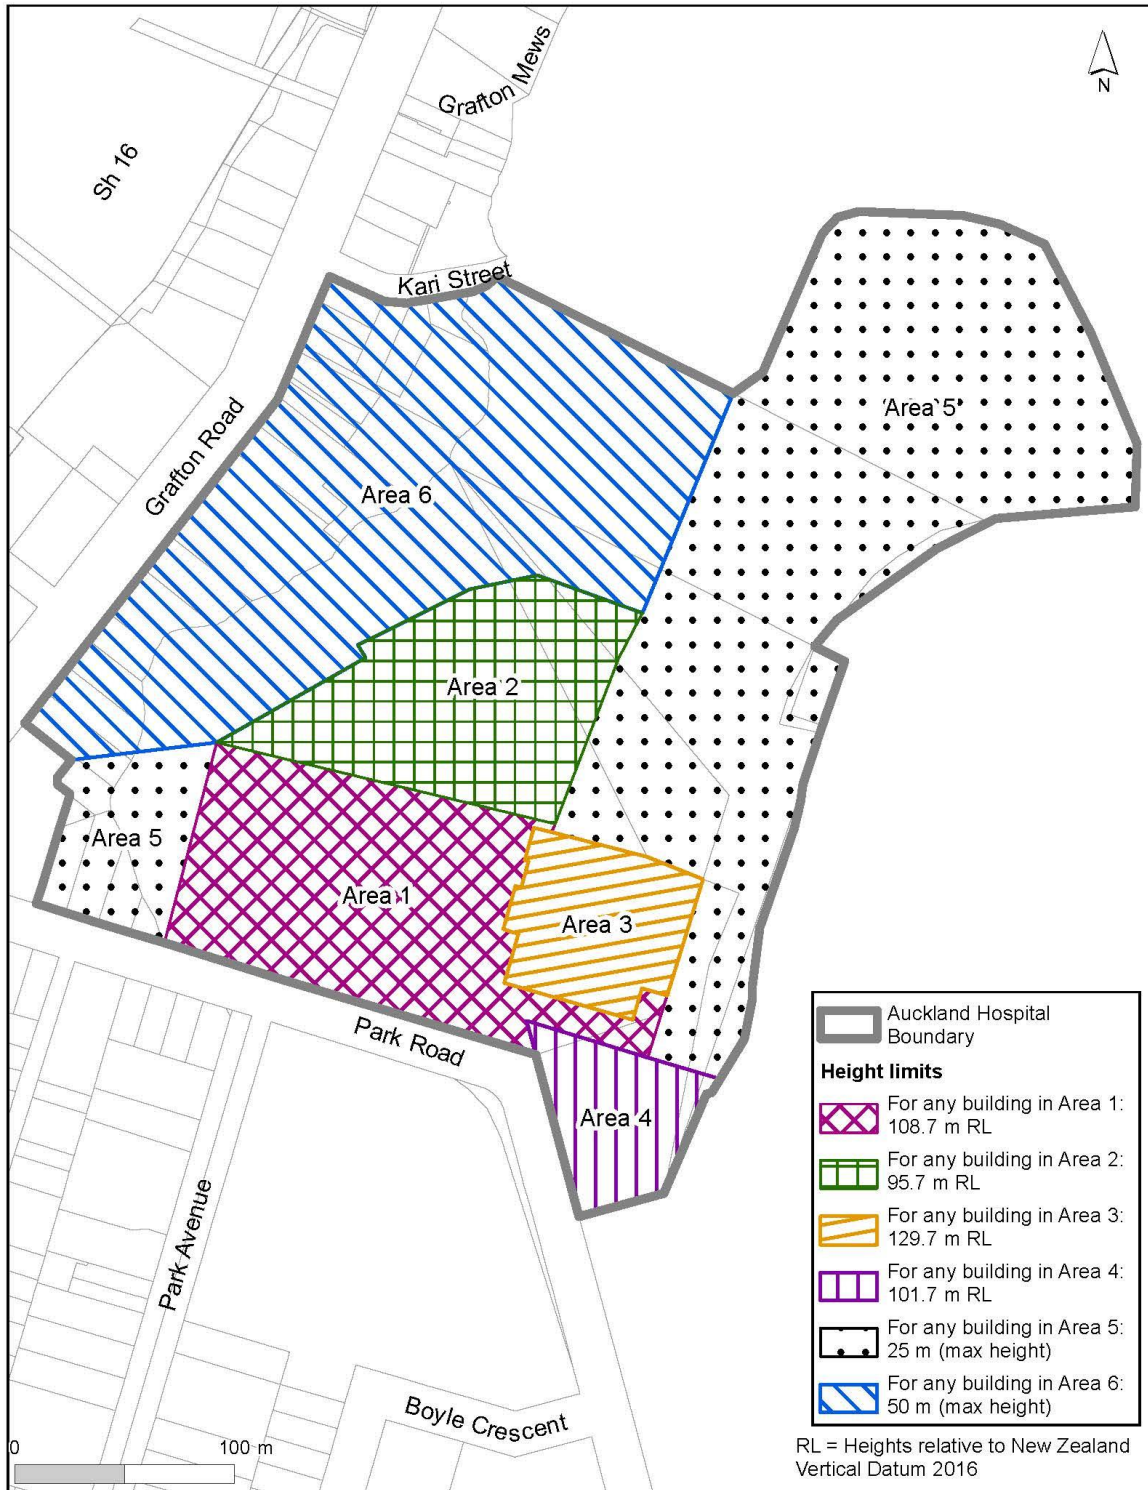 Grafton Mews
N
Sh 16
Kari Street
Area 5
Grafton Road
Area 6
Area 2
Area 5
Area 1
Area 3
Park Road
Area 4
Park Avenue
Boyle Crescent
0
100 m
Auckland Hospital
Boundary
Height limits
For any building in Area 1:
108.7 m RL
For any building in Area 2:
95.7 m RL
For any building in Area 3:
129.7 m RL
For any building in Area 4:
101.7 m RL
For any building in Area 5:
25 m (max height)
For any building in Area 6:
50 m (max height)
RL = Heights relative to New Zealand
Vertical Datum 2016